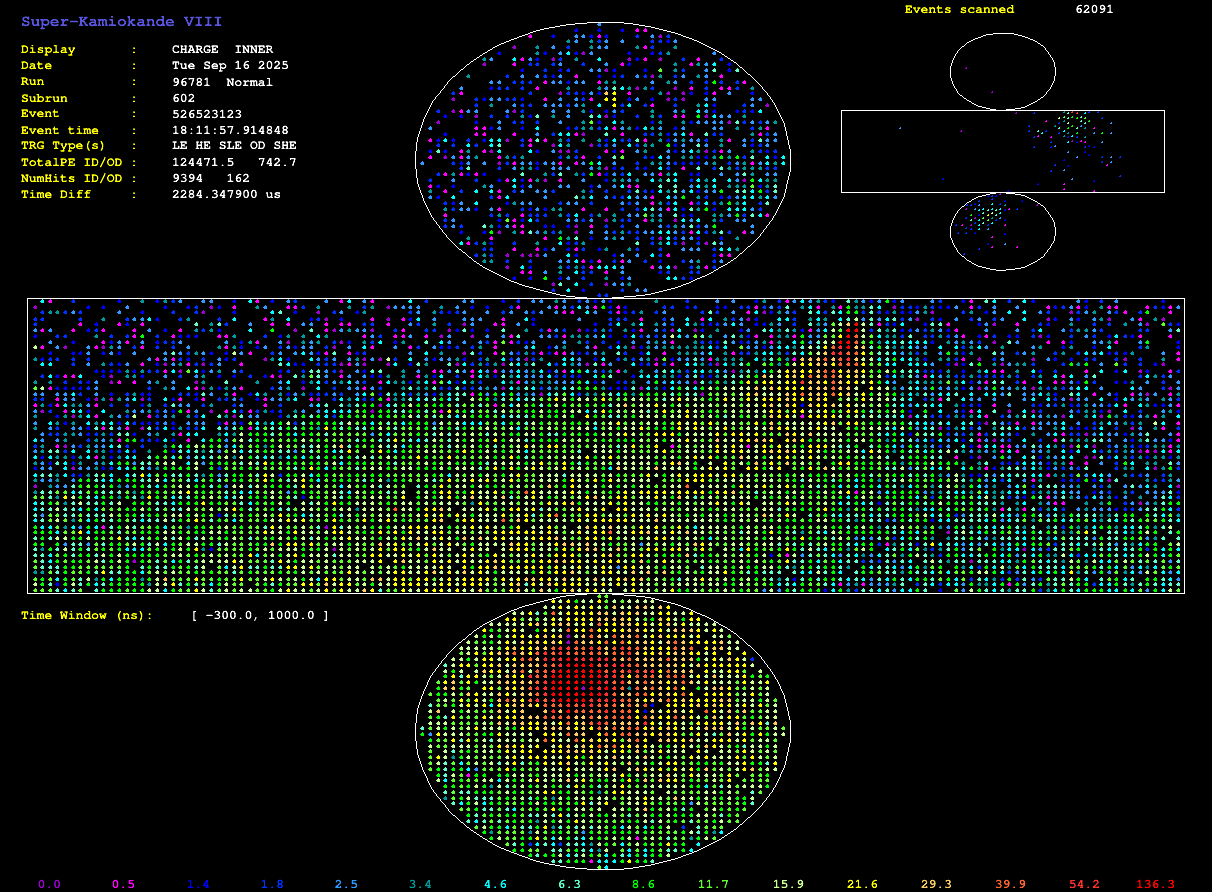 Super-Kamiokande VIII
Events scanned 62091
Display : CHARGE INNER
Date : Tue Sep 16 2025
Run : 96781 Normal
Subrun : 602
Event : 526523123
Event time : 18:11:57.914848
TRG Type(s) : LE HE SLE OD SHE
TotalPE ID/OD : 124471.5 742.7
NumHits ID/OD : 9394 162
Time Diff : 2284.347900 us
Time Window (ns): [ -300.0, 1000.0 ]
0.0 0.5 1.4 1.8 2.5 3.4 4.6 6.3 8.6 11.7 15.9 21.6 29.3 39.9 54.2 136.3